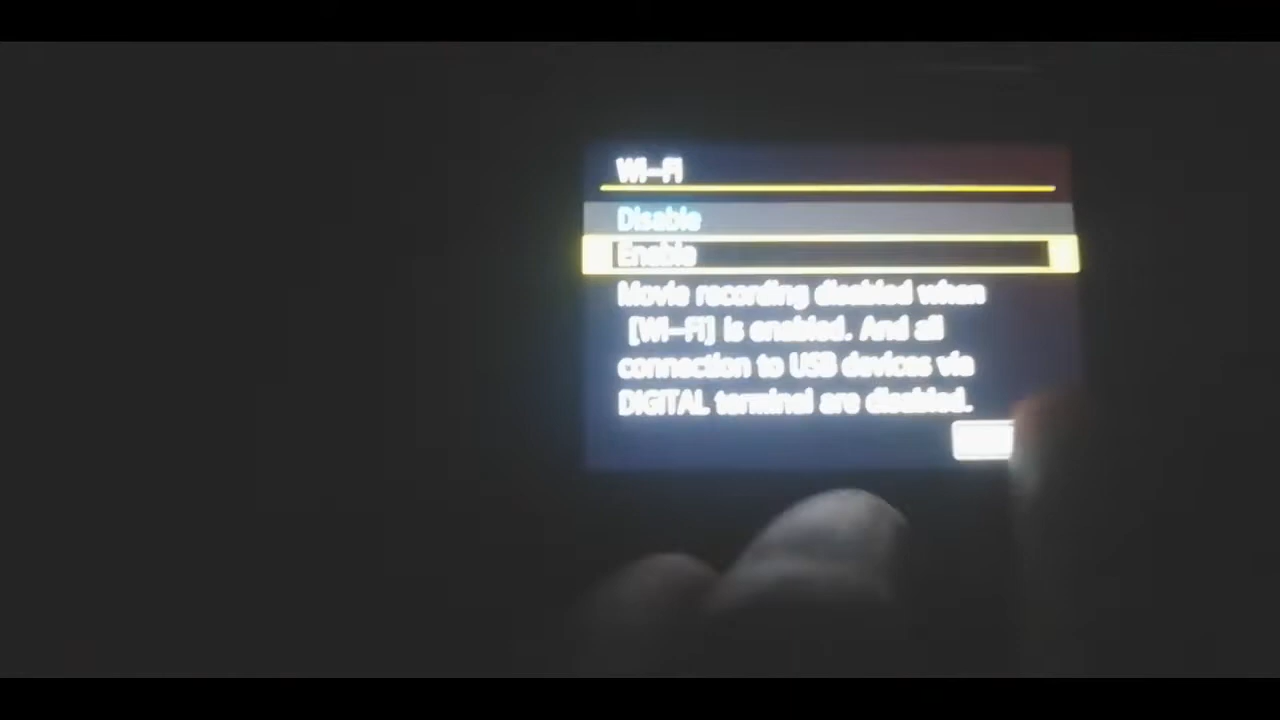 Wi-Fi
Disable
Enable
Movie recording disabled when
[Wi-Fi] is enabled. And all
connection to USB devices via
DIGITAL terminal are disabled.